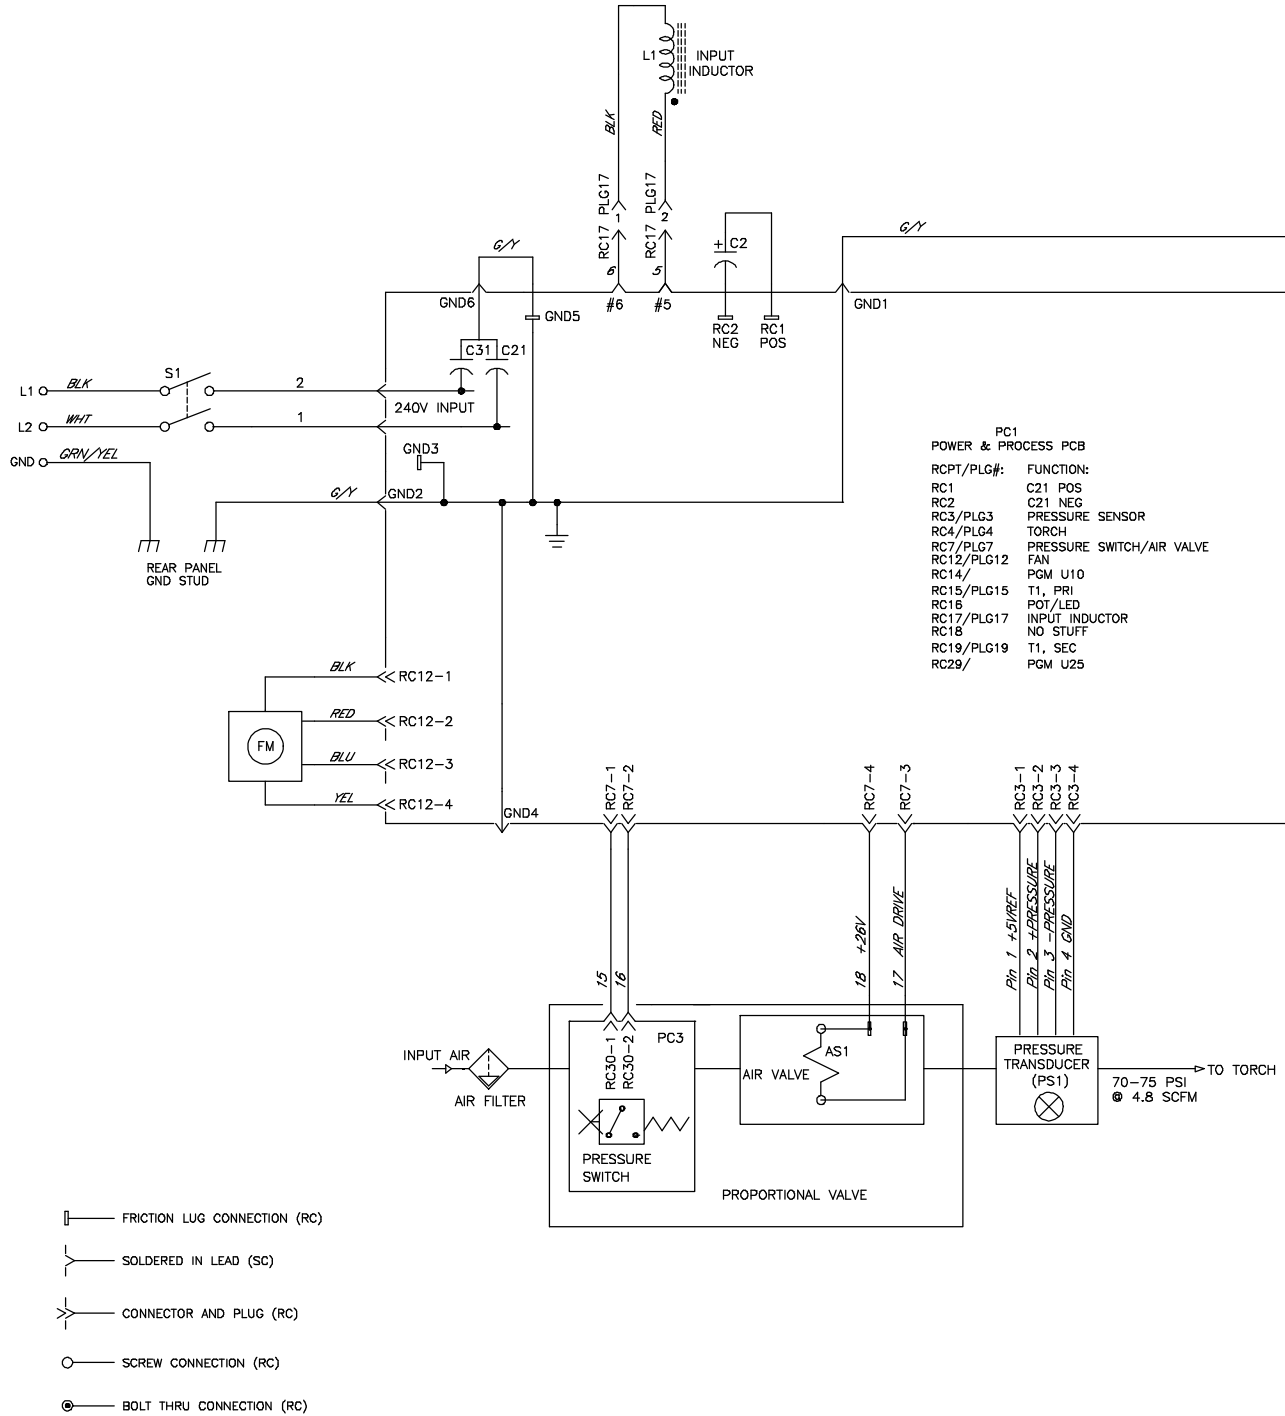 L1
INPUT
INDUCTOR
BLK
RED
RC17 PLG17
RC17 PLG17
1
2
6
5
#6
#5
+ C2
RC2
NEG
RC1
POS
G/Y
GND1
G/Y
GND6
GND5
C31
C21
S1
L1
BLK
2
240V INPUT
L2
WHT
1
GND
GRN/YEL
GND3
G/Y
GND2
REAR PANEL
GND STUD
PC1
POWER & PROCESS PCB
RCPT/PLG#: FUNCTION:
RC1 C21 POS
RC2 C21 NEG
RC3/PLG3 PRESSURE SENSOR
RC4/PLG4 TORCH
RC7/PLG7 PRESSURE SWITCH/AIR VALVE
RC12/PLG12 FAN
RC14/ PGM U10
RC15/PLG15 T1, PRI
RC16 POT/LED
RC17/PLG17 INPUT INDUCTOR
RC18 NO STUFF
RC19/PLG19 T1, SEC
RC29/ PGM U25
BLK
RC12-1
RED
RC12-2
FM
BLU
RC12-3
YEL
RC12-4
GND4
RC7-1
RC7-2
RC7-4
RC7-3
RC3-1
RC3-2
RC3-3
RC3-4
15
16
18 +26V
17 AIR DRIVE
Pin 1 +5VREF
Pin 2 +PRESSURE
Pin 3 -PRESSURE
Pin 4 GND
INPUT AIR
AIR FILTER
RC30-1
RC30-2
PC3
PRESSURE
SWITCH
AS1
AIR VALVE
PROPORTIONAL VALVE
PRESSURE
TRANSDUCER
(PS1)
TO TORCH
70-75 PSI
@ 4.8 SCFM
FRICTION LUG CONNECTION (RC)
SOLDERED IN LEAD (SC)
CONNECTOR AND PLUG (RC)
SCREW CONNECTION (RC)
BOLT THRU CONNECTION (RC)